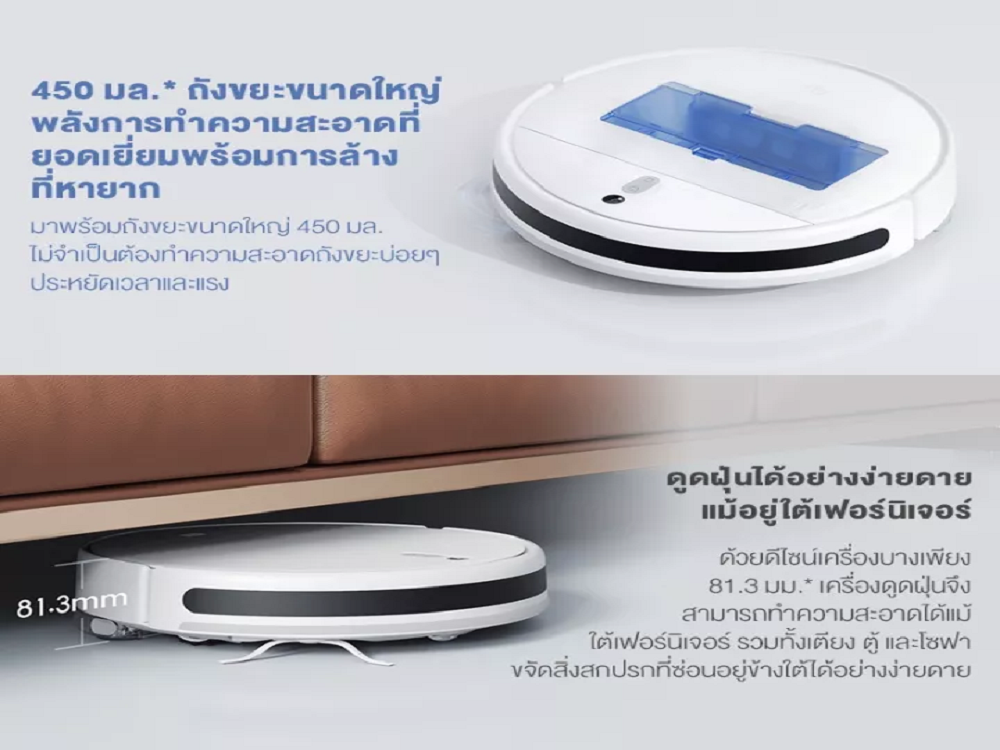 450 มล.* ถังขยะขนาดใหญ่
พลังการทำความสะอาดที่
ยอดเยี่ยมพร้อมการล้าง
ที่หายาก
มาพร้อมถังขยะขนาดใหญ่ 450 มล.
ไม่จำเป็นต้องทำความสะอาดถังขยะบ่อยๆ
ประหยัดเวลาและแรง
ดูดฝุ่นได้อย่างง่ายดาย
แม้อยู่ใต้เฟอร์นิเจอร์
ด้วยดีไซน์เครื่องบางเพียง
81.3 มม.* เครื่องดูดฝุ่นจึง
สามารถทำความสะอาดได้แม้
ใต้เฟอร์นิเจอร์ รวมทั้งเตียง ตู้ และโซฟา
ขจัดสิ่งสกปรกที่ซ่อนอยู่ข้างใต้ได้อย่างง่ายดาย
81.3mm